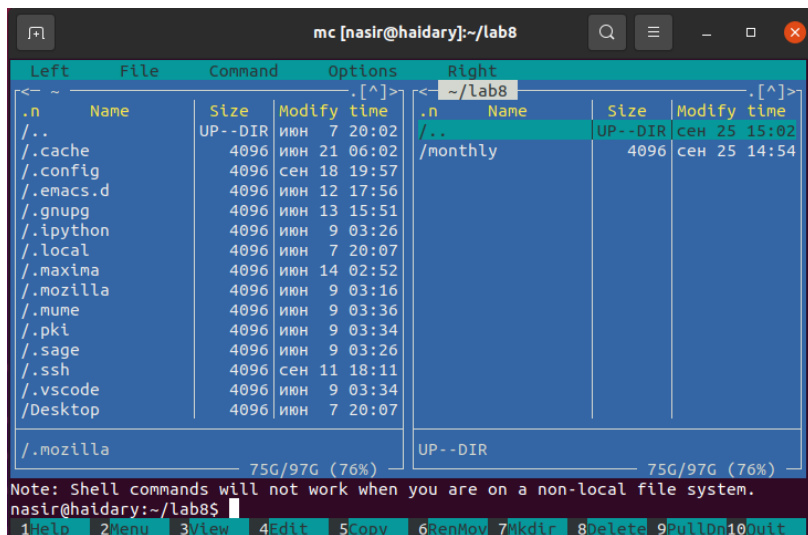 mc [nasir@haidary]:~/lab8
Left File Command Options Right
<— ~ .[^]>
.n Name Size Modify time
/.. UP--DIR июн 7 20:02
/.cache 4096 июн 21 06:02
/.config 4096 сен 18 19:57
/.emacs.d 4096 июн 12 17:56
/.gnupg 4096 июн 13 15:51
/.ipython 4096 июн 9 03:26
/.local 4096 июн 7 20:07
/.maxima 4096 июн 14 02:52
/.mozilla 4096 июн 9 03:16
/.mume 4096 июн 9 03:36
/.pki 4096 июн 9 03:34
/.sage 4096 июн 9 03:26
/.ssh 4096 сен 11 18:11
/.vscode 4096 июн 9 03:34
/Desktop 4096 июн 7 20:07
/.mozilla
75G/97G (76%)
<— ~/lab8 .[^]>
.n Name Size Modify time
/.. UP--DIR сен 25 15:02
/monthly 4096 сен 25 14:54
UP--DIR
75G/97G (76%)
Note: Shell commands will not work when you are on a non-local file system.
nasir@haidary:~/lab8$
1Help 2Menu 3View 4Edit 5Copy 6RenMov 7Mkdir 8Delete 9PullDn 10Quit